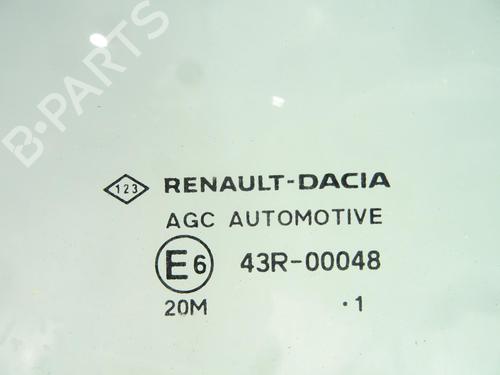 B-PARTS
123 RENAULT-DACIA
AGC AUTOMOTIVE
E6 43R-00048
20M .1